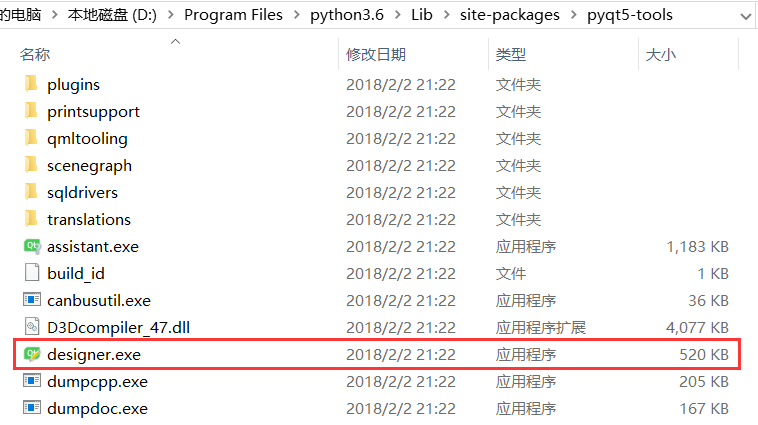 的电脑 > 本地磁盘 (D:) > Program Files > python3.6 > Lib > site-packages > pyqt5-tools
名称 修改日期 类型 大小
plugins 2018/2/2 21:22 文件夹
printsupport 2018/2/2 21:22 文件夹
qmltooling 2018/2/2 21:22 文件夹
scenegraph 2018/2/2 21:22 文件夹
sqldrivers 2018/2/2 21:22 文件夹
translations 2018/2/2 21:22 文件夹
assistant.exe 2018/2/2 21:22 应用程序 1,183 KB
build_id 2018/2/2 21:22 文件 1 KB
canbusutil.exe 2018/2/2 21:22 应用程序 36 KB
D3Dcompiler_47.dll 2018/2/2 21:22 应用程序扩展 4,077 KB
designer.exe 2018/2/2 21:22 应用程序 520 KB
dumpcpp.exe 2018/2/2 21:22 应用程序 205 KB
dumpdoc.exe 2018/2/2 21:22 应用程序 167 KB